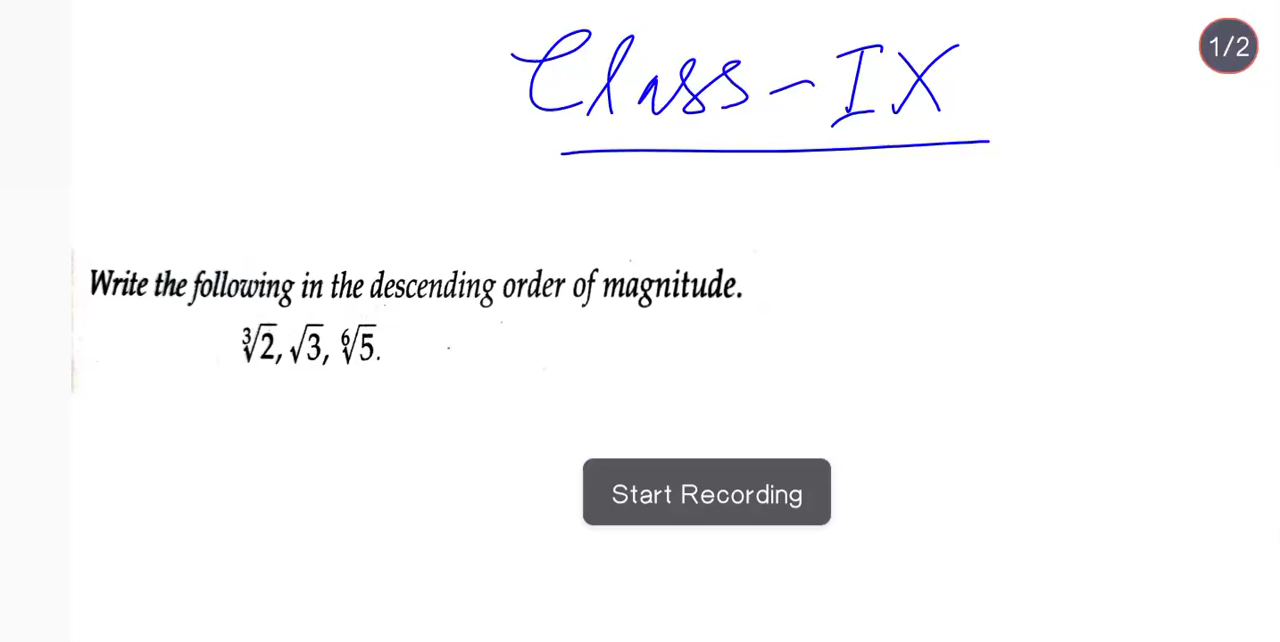 1/2
Class - IX
Write the following in the descending order of magnitude.
∛2, √3, ⁶√5.
Start Recording